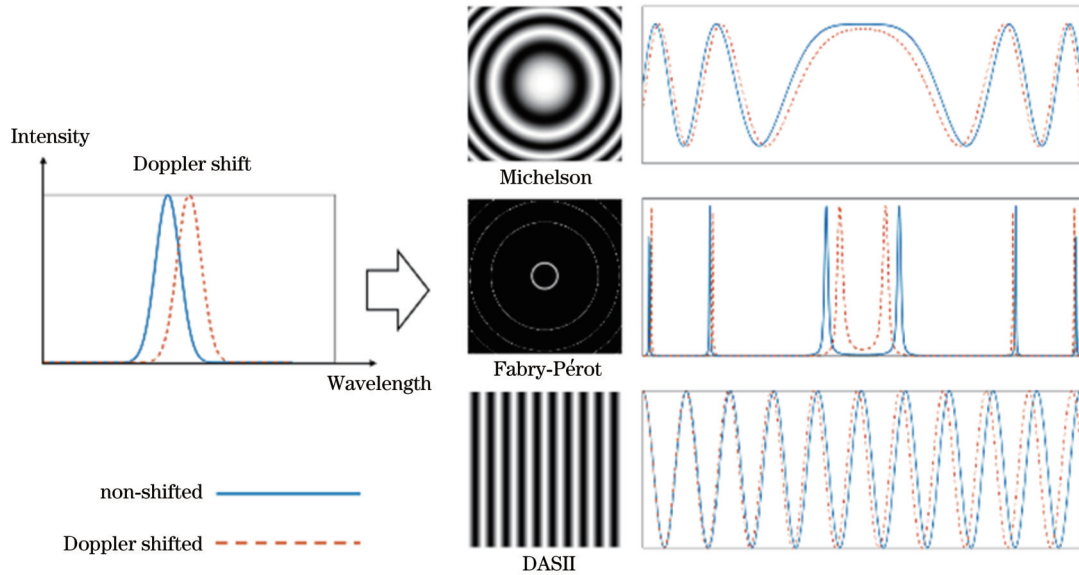 Intensity
Doppler shift
Wavelength
non-shifted
Doppler shifted
Michelson
Fabry-Pérot
DASII